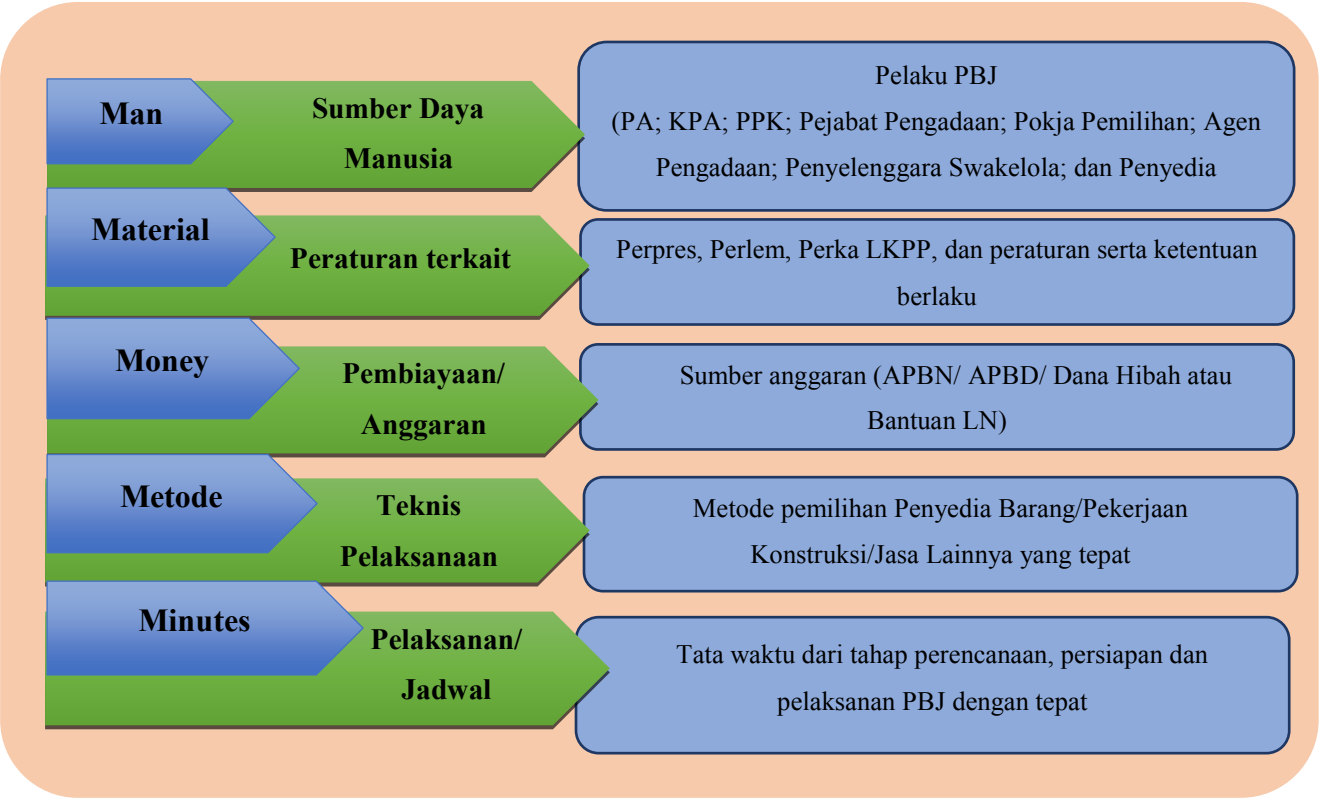 Man
Sumber Daya
Manusia
Pelaku PBJ
(PA; KPA; PPK; Pejabat Pengadaan; Pokja Pemilihan; Agen
Pengadaan; Penyelenggara Swakelola; dan Penyedia
Material
Peraturan terkait
Perpres, Perlem, Perka LKPP, dan peraturan serta ketentuan
berlaku
Money
Pembiayaan/
Anggaran
Sumber anggaran (APBN/ APBD/ Dana Hibah atau
Bantuan LN)
Metode
Teknis
Pelaksanaan
Metode pemilihan Penyedia Barang/Pekerjaan
Konstruksi/Jasa Lainnya yang tepat
Minutes
Pelaksanan/
Jadwal
Tata waktu dari tahap perencanaan, persiapan dan
pelaksanan PBJ dengan tepat